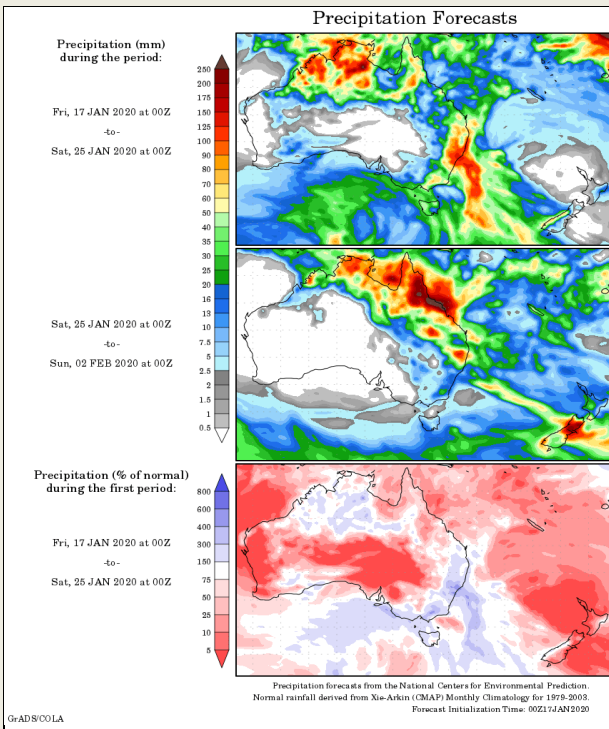 Precipitation Forecasts
Precipitation (mm)
during the period:
Fri, 17 JAN 2020 at 00Z
-to-
Sat, 25 JAN 2020 at 00Z
250
200
175
150
125
100
90
80
70
60
50
40
35
30
25
20
16
13
10
7.5
5
2.5
2
1.5
1
0.5
Sat, 25 JAN 2020 at 00Z
-to-
Sun, 02 FEB 2020 at 00Z
Precipitation (% of normal)
during the first period:
Fri, 17 JAN 2020 at 00Z
-to-
Sat, 25 JAN 2020 at 00Z
800
600
400
300
150
75
50
25
10
5
Precipitation forecasts from the National Centers for Environmental Prediction.
Normal rainfall derived from Xie-Arkin (CMAP) Monthly Climatology for 1979-2003.
Forecast Initialization Time: 00Z17JAN2020
GrADS/COLA